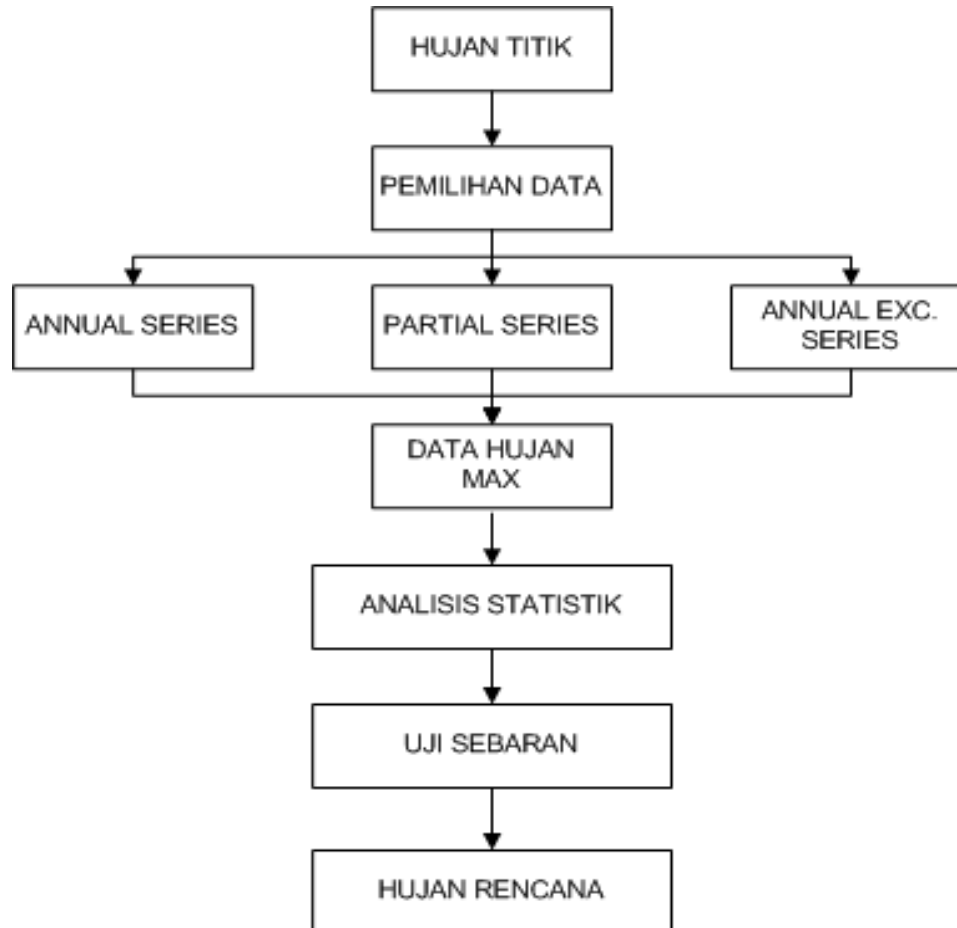 HUJAN TITIK
PEMILIHAN DATA
ANNUAL SERIES
PARTIAL SERIES
ANNUAL EXC.
SERIES
DATA HUJAN
MAX
ANALISIS STATISTIK
UJI SEBARAN
HUJAN RENCANA